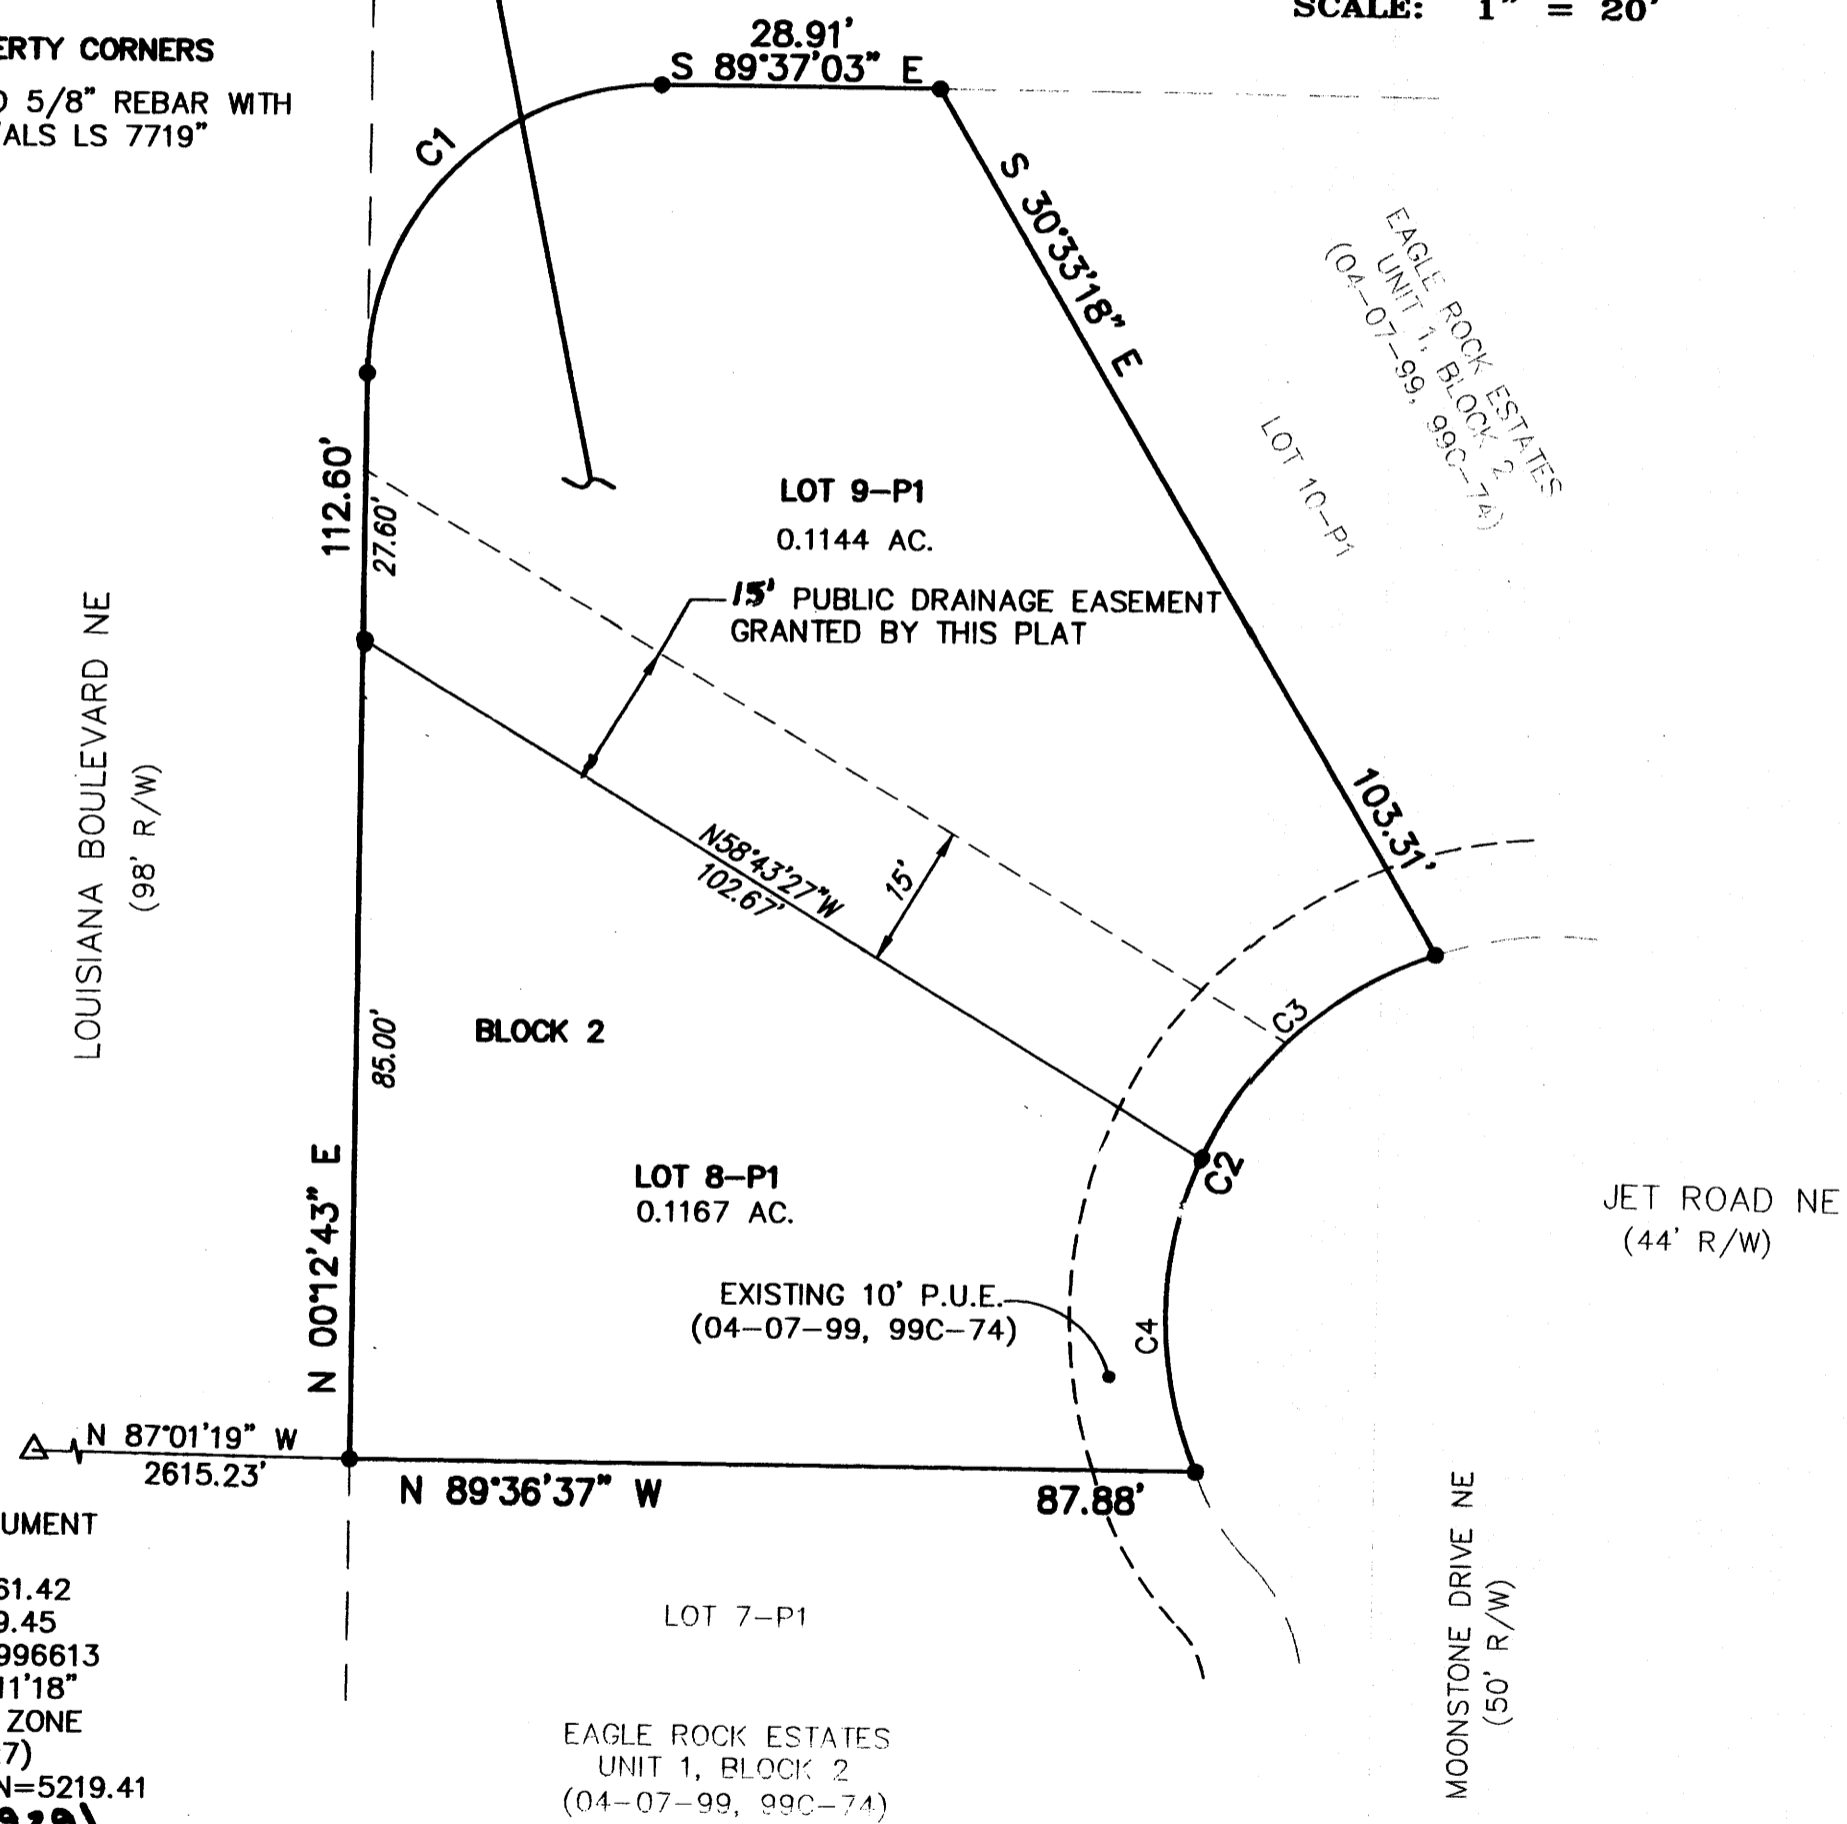 SCALE: 1" = 20'
ERTY CORNERS
5/8" REBAR WITH
ALS LS 7719"
28.91'
S 89°37'03" E
C1
S 30°33'18" E
103.31'
EAGLE ROCK ESTATES
UNIT 1, BLOCK 2
(04-07-99, 99C-74)
LOT 10-P1
112.60'
27.60'
LOT 9-P1
0.1144 AC.
15' PUBLIC DRAINAGE EASEMENT
GRANTED BY THIS PLAT
LOUISIANA BOULEVARD NE
(98' R/W)
N58°43'27"W
102.67'
15'
C3
85.00'
BLOCK 2
N 00°12'43" E
LOT 8-P1
0.1167 AC.
C2
JET ROAD NE
(44' R/W)
EXISTING 10' P.U.E.
(04-07-99, 99C-74)
C4
N 87°01'19" W
2615.23'
N 89°36'37" W
87.88'
UMENT
61.42
9.45
996613
11'18"
ZONE
7)
N=5219.41
LOT 7-P1
EAGLE ROCK ESTATES
UNIT 1, BLOCK 2
(04-07-99, 99C-74)
MOONSTONE DRIVE NE
(50' R/W)